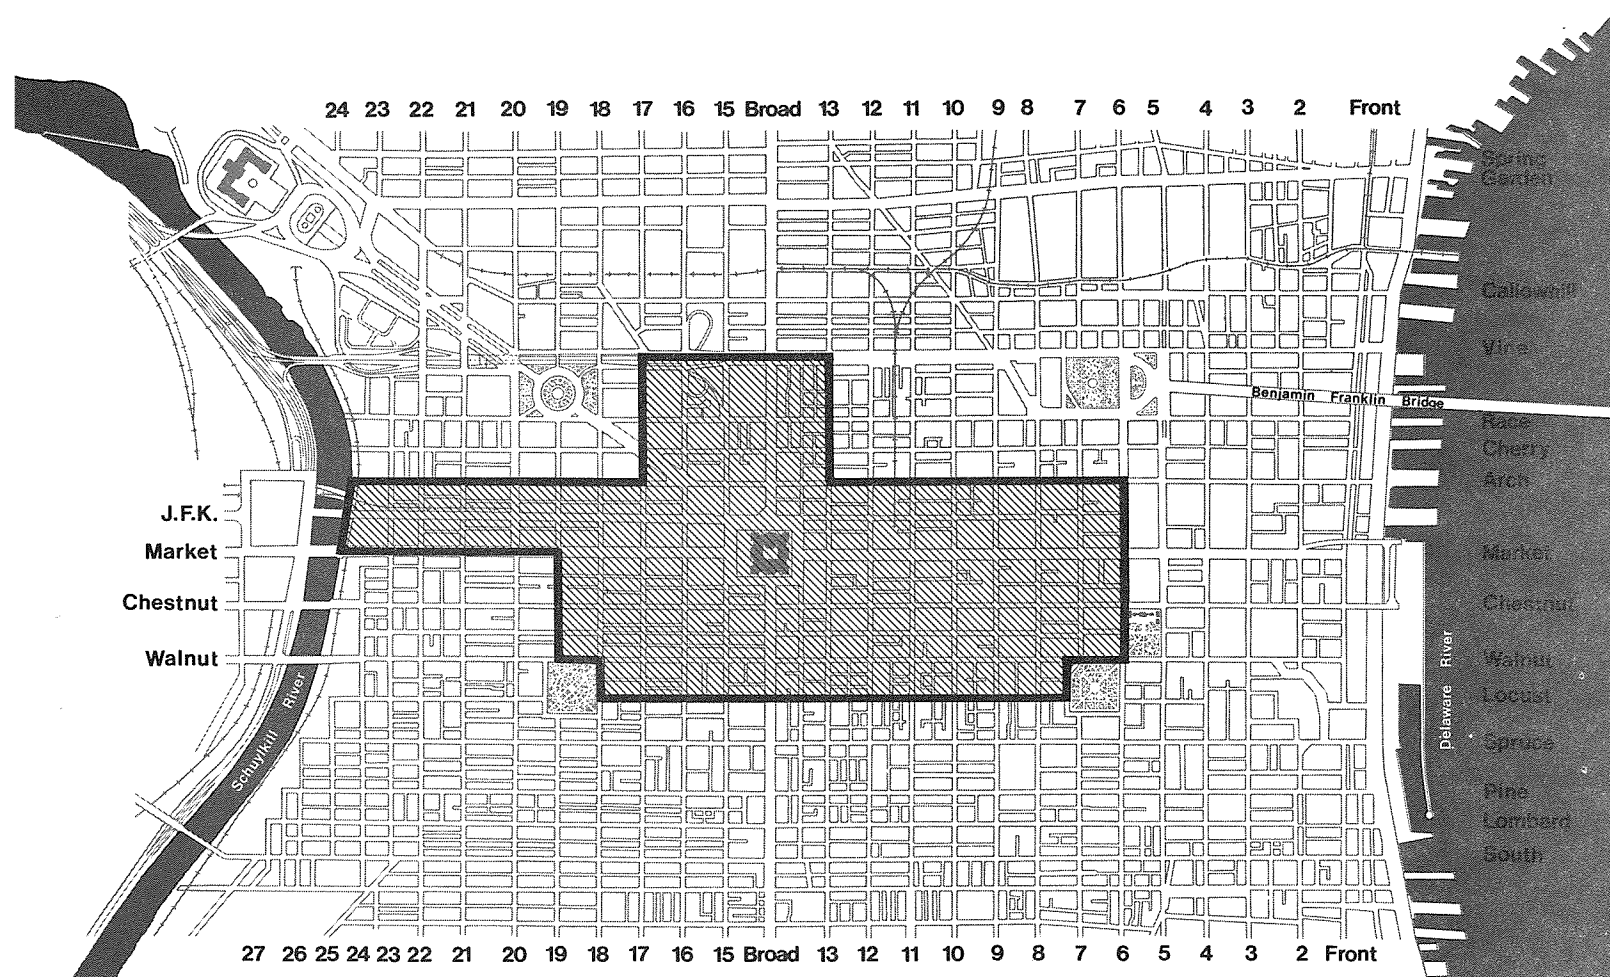 24 23 22 21 20 19 18 17 16 15 Broad 13 12 11 10 9 8 7 6 5 4 3 2 Front
Spring
Garden
Callowhill
Vine
Benjamin Franklin Bridge
Race
Cherry
Arch
J.F.K.
Market
Market
Chestnut
Chestnut
Walnut
Walnut
Locust
Spruce
Pine
Lombard
South
Schuylkill River
Delaware River
27 26 25 24 23 22 21 20 19 18 17 16 15 Broad 13 12 11 10 9 8 7 6 5 4 3 2 Front